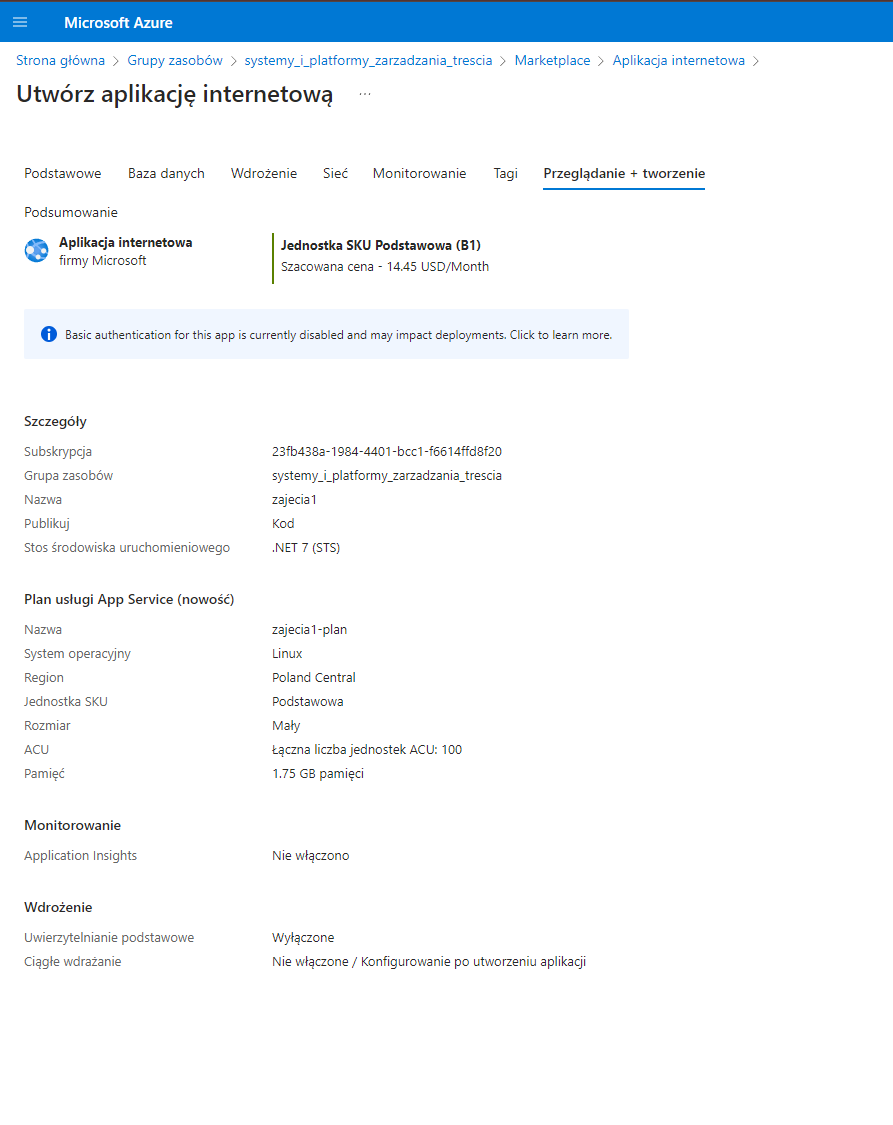 Microsoft Azure
Strona główna > Grupy zasobów > systemy_i_platformy_zarzadzania_trescia > Marketplace > Aplikacja internetowa >
Utwórz aplikację internetową ...
Podstawowe Baza danych Wdrożenie Sieć Monitorowanie Tagi Przeglądanie + tworzenie
Podsumowanie
Aplikacja internetowa
firmy Microsoft
Jednostka SKU Podstawowa (B1)
Szacowana cena - 14.45 USD/Month
Basic authentication for this app is currently disabled and may impact deployments. Click to learn more.
Szczegóły
Subskrypcja 23fb438a-1984-4401-bcc1-f6614ffd8f20
Grupa zasobów systemy_i_platformy_zarzadzania_trescia
Nazwa zajecia1
Publikuj Kod
Stos środowiska uruchomieniowego .NET 7 (STS)
Plan usługi App Service (nowość)
Nazwa zajecia1-plan
System operacyjny Linux
Region Poland Central
Jednostka SKU Podstawowa
Rozmiar Mały
ACU Łączna liczba jednostek ACU: 100
Pamięć 1.75 GB pamięci
Monitorowanie
Application Insights Nie włączono
Wdrożenie
Uwierzytelnianie podstawowe Wyłączone
Ciągłe wdrażanie Nie włączone / Konfigurowanie po utworzeniu aplikacji